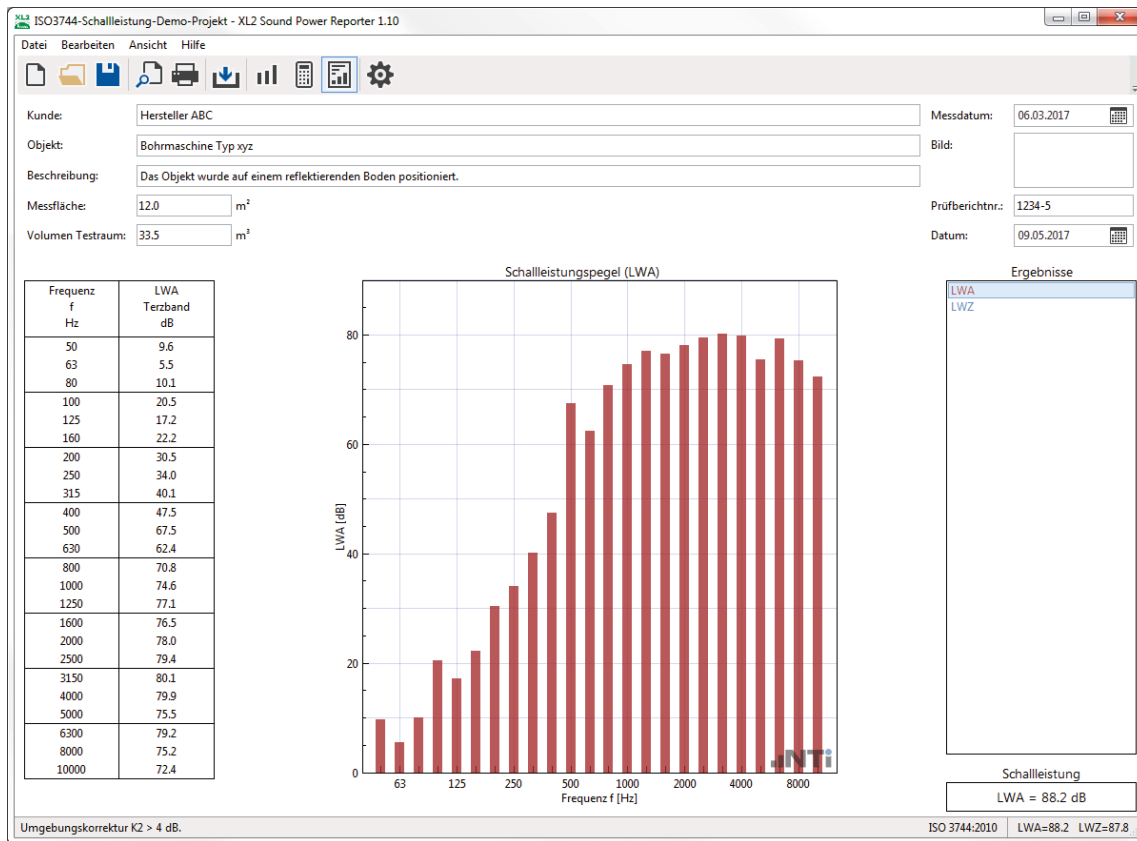 ISO3744-Schallleistung-Demo-Projekt - XL2 Sound Power Reporter 1.10
Datei Bearbeiten Ansicht Hilfe
Kunde: Hersteller ABC Messdatum: 06.03.2017
Objekt: Bohrmaschine Typ xyz Bild:
Beschreibung: Das Objekt wurde auf einem reflektierenden Boden positioniert.
Messfläche: 12.0 m² Prüfberichtnr.: 1234-5
Volumen Testraum: 33.5 m³ Datum: 09.05.2017
Frequenz LWA
f Terzband
Hz dB
50 9.6
63 5.5
80 10.1
100 20.5
125 17.2
160 22.2
200 30.5
250 34.0
315 40.1
400 47.5
500 67.5
630 62.4
800 70.8
1000 74.6
1250 77.1
1600 76.5
2000 78.0
2500 79.4
3150 80.1
4000 79.9
5000 75.5
6300 79.2
8000 75.2
10000 72.4
Schallleistungspegel (LWA)
LWA [dB]
80
60
40
20
0
63 125 250 500 1000 2000 4000 8000
Frequenz f [Hz]
NTi
Ergebnisse
LWA
LWZ
Schallleistung
LWA = 88.2 dB
Umgebungskorrektur K2 > 4 dB. ISO 3744:2010 LWA=88.2 LWZ=87.8